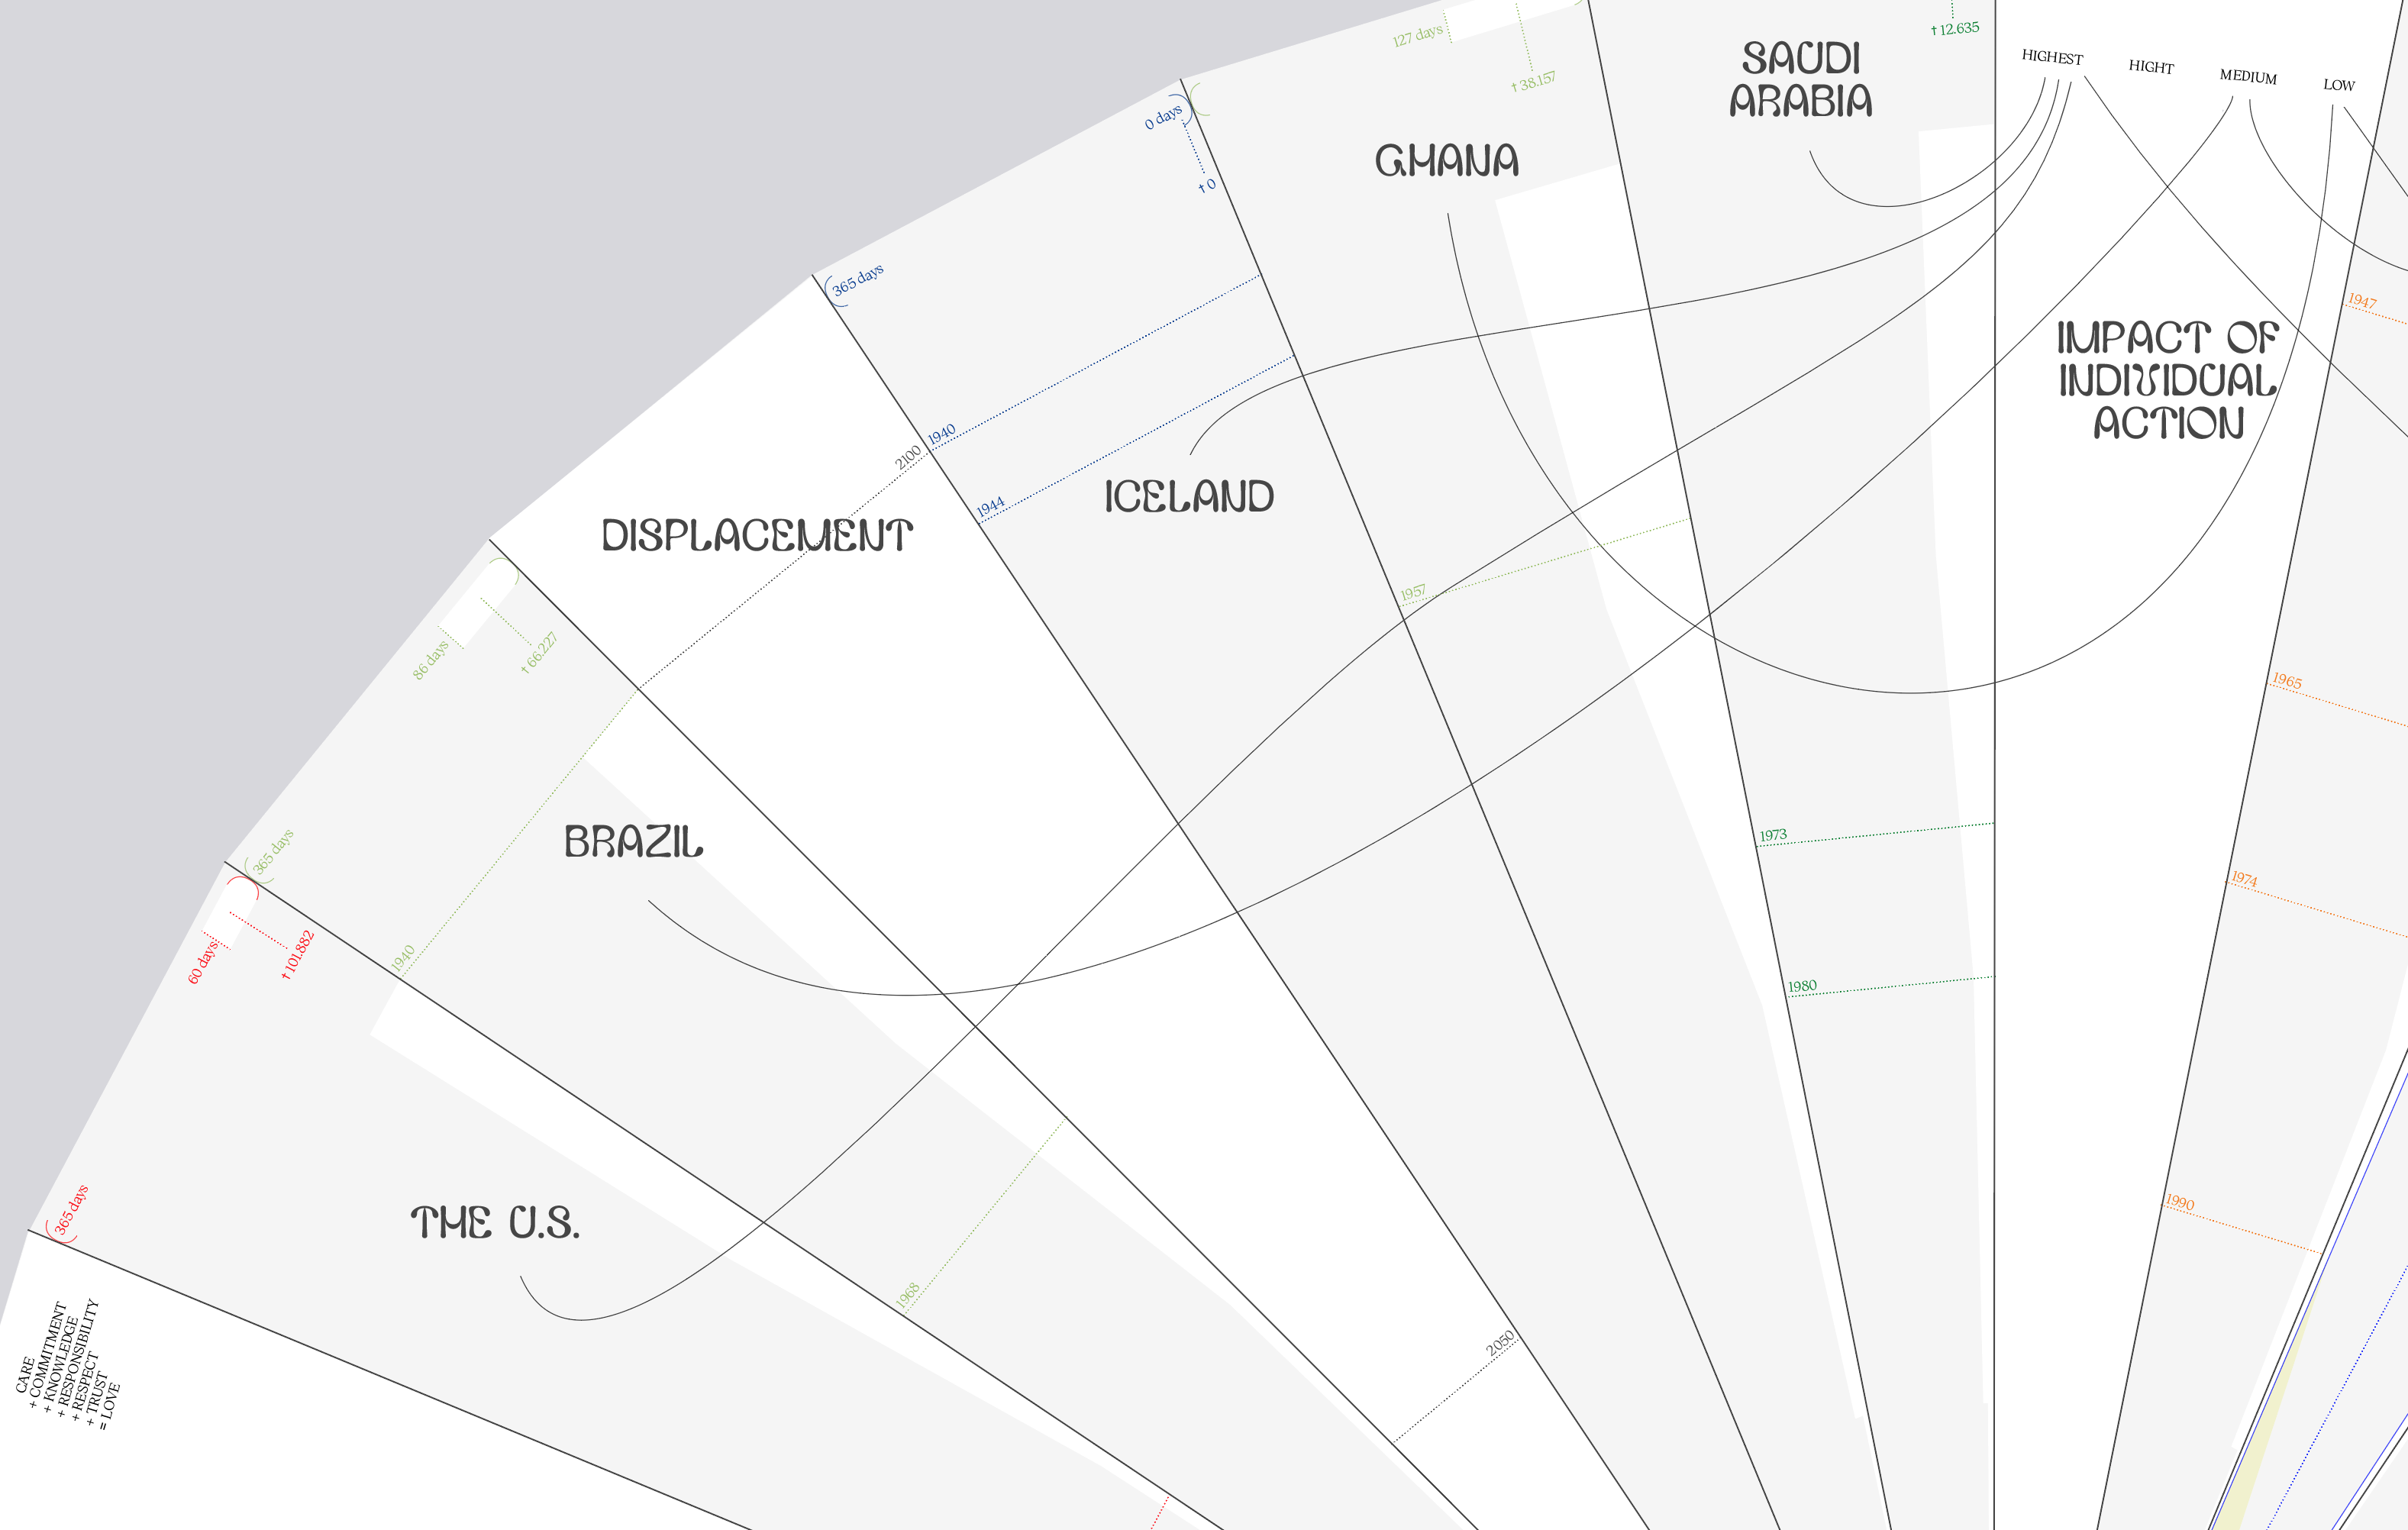 127 days
† 38.157
† 12.635
SAUDI
ARABIA
HIGHEST
HIGHT
MEDIUM
LOW
0 days
† 0
GHANA
365 days
1947
IMPACT OF
INDIVIDUAL
ACTION
1940
2100
1944
ICELAND
DISPLACEMENT
1957
86 days
† 66.227
1965
BRAZIL
1973
365 days
1974
60 days
† 101.882
1940
1980
365 days
THE U.S.
1990
1968
2050
CARE
+ COMMITMENT
+ KNOWLEDGE
+ RESPONSIBILITY
+ RESPECT
+ TRUST
= LOVE